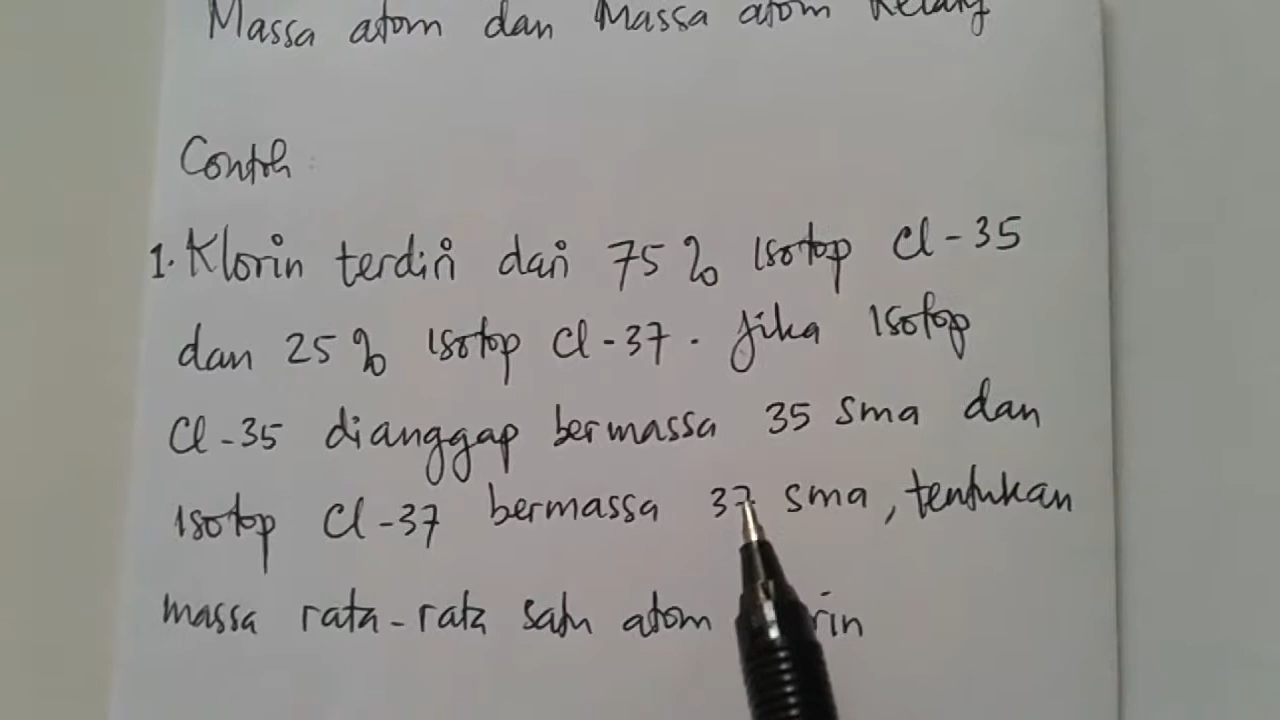 Massa atom dan Massa atom Relatif
Contoh :
1. Klorin terdiri dari 75% isotop Cl-35
dan 25% isotop Cl-37. Jika isotop
Cl-35 dianggap bermassa 35 sma dan
isotop Cl-37 bermassa 37 sma, tentukan
massa rata-rata satu atom